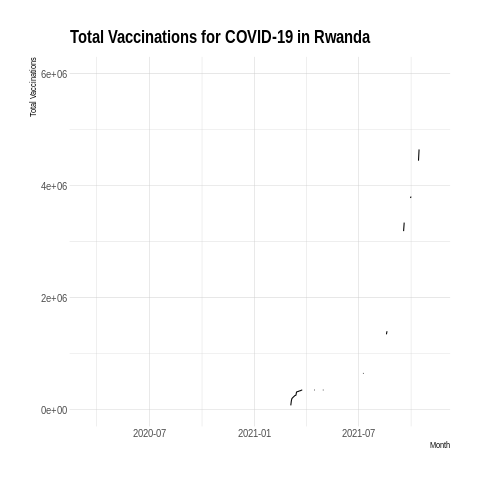 Total Vaccinations for COVID-19 in Rwanda
Total Vaccinations
6e+06
4e+06
2e+06
0e+00
2020-07 2021-01 2021-07
Month